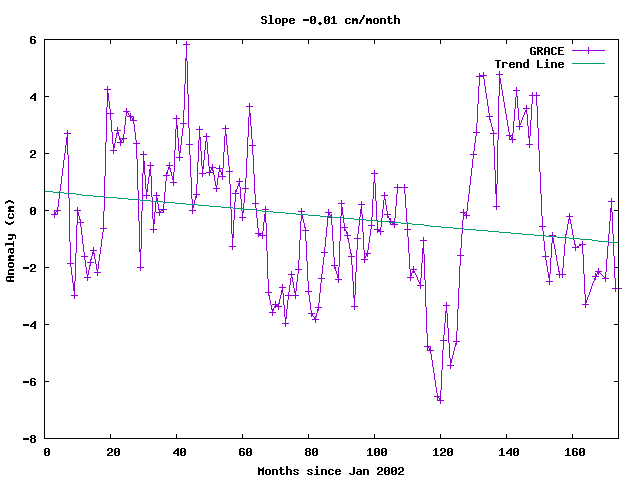 Slope -0.01 cm/month
GRACE
Trend Line
6
4
2
0
-2
-4
-6
-8
Anomaly (cm)
0 20 40 60 80 100 120 140 160
Months since Jan 2002